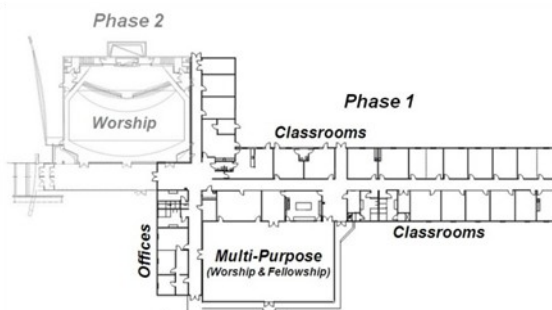 Phase 2
Worship
Phase 1
Classrooms
Classrooms
Offices
Multi-Purpose
(Worship & Fellowship)